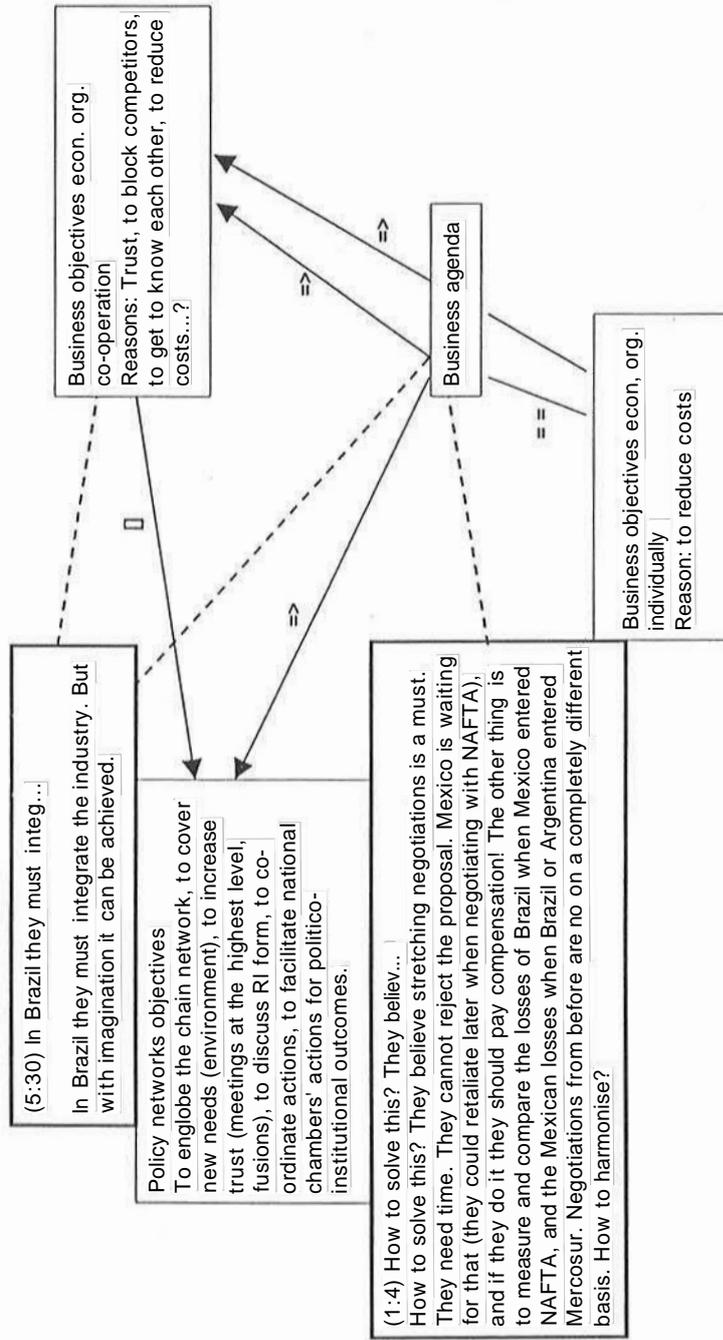 (5:30) In Brazil they must integ...
In Brazil they must integrate the industry. But
with imagination it can be achieved.
Policy networks objectives
To englobe the chain network, to cover
new needs (environment), to increase
trust (meetings at the highest level,
fusions), to discuss RI form, to co-
ordinate actions, to facilitate national
chambers' actions for politico-
institutional outcomes.
(1:4) How to solve this? They believ...
How to solve this? They believe stretching negotiations is a must.
They need time. They cannot reject the proposal. Mexico is waiting
for that (they could retaliate later when negotiating with NAFTA),
and if they do it they should pay compensation! The other thing is
to measure and compare the losses of Brazil when Mexico entered
NAFTA, and the Mexican losses when Brazil or Argentina entered
Mercosur. Negotiations from before are no on a completely different
basis. How to harmonise?
Business objectives econ. org.
co-operation
Reasons: Trust, to block competitors,
to get to know each other, to reduce
costs...?
=>
=>
=>
Business agenda
==
Business objectives econ, org.
individually
Reason: to reduce costs